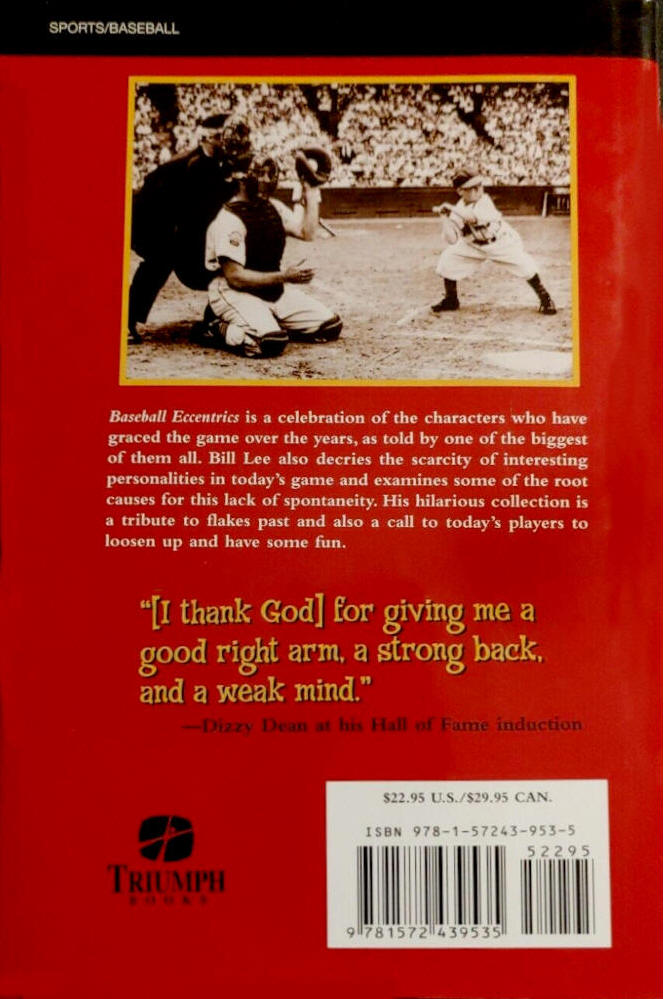 SPORTS/BASEBALL
Baseball Eccentrics is a celebration of the characters who have
graced the game over the years, as told by one of the biggest
of them all. Bill Lee also decries the scarcity of interesting
personalities in today's game and examines some of the root
causes for this lack of spontaneity. His hilarious collection is
a tribute to flakes past and also a call to today's players to
loosen up and have some fun.
"[I thank God] for giving me a
good right arm, a strong back,
and a weak mind."
—Dizzy Dean at his Hall of Fame induction
$22.95 U.S./$29.95 CAN.
ISBN 978-1-57243-953-5
52295
9 781572 439535
TRIUMPH
BOOKS